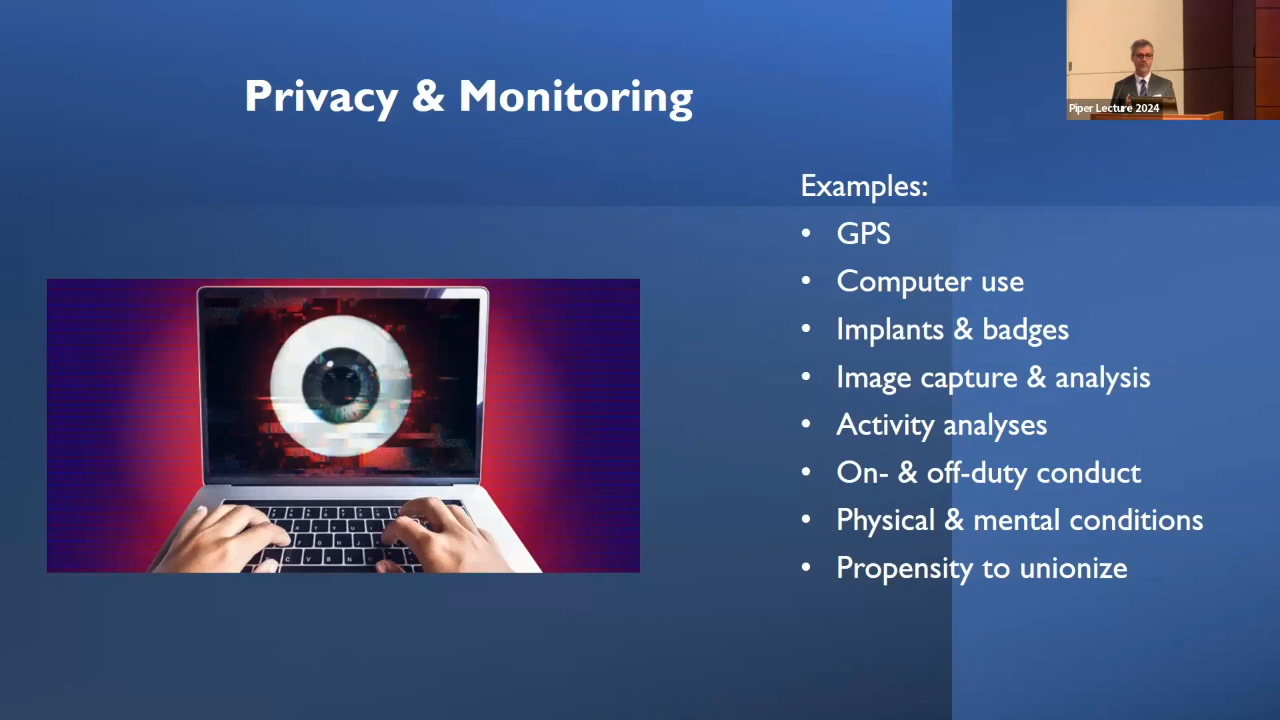 Privacy & Monitoring
Piper Lecture 2024
Examples:
• GPS
• Computer use
• Implants & badges
• Image capture & analysis
• Activity analyses
• On- & off-duty conduct
• Physical & mental conditions
• Propensity to unionize